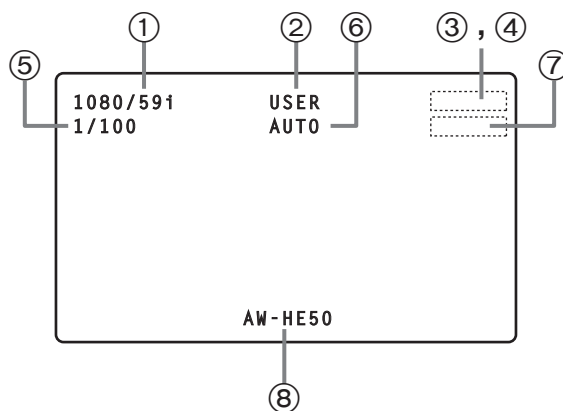 ① ② ⑥ ③ , ④
⑤ ⑦
1080/59i USER
1/100 AUTO
AW-HE50
⑧